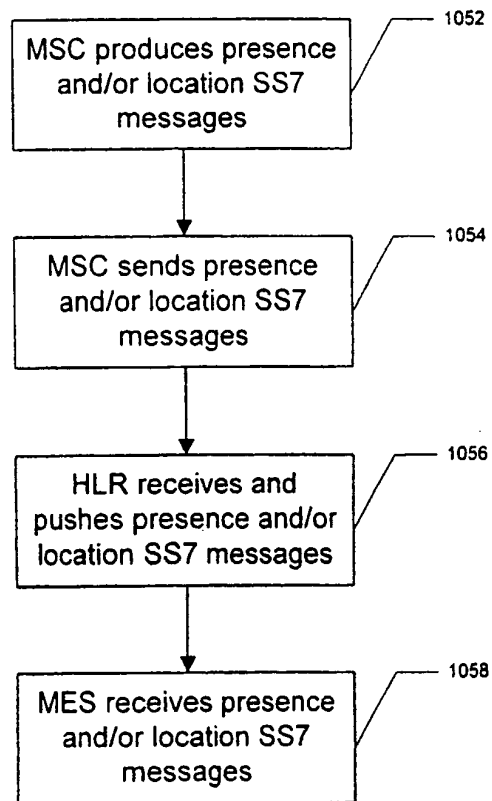 1052
MSC produces presence
and/or location SS7
messages
1054
MSC sends presence
and/or location SS7
messages
1056
HLR receives and
pushes presence and/or
location SS7 messages
1058
MES receives presence
and/or location SS7
messages